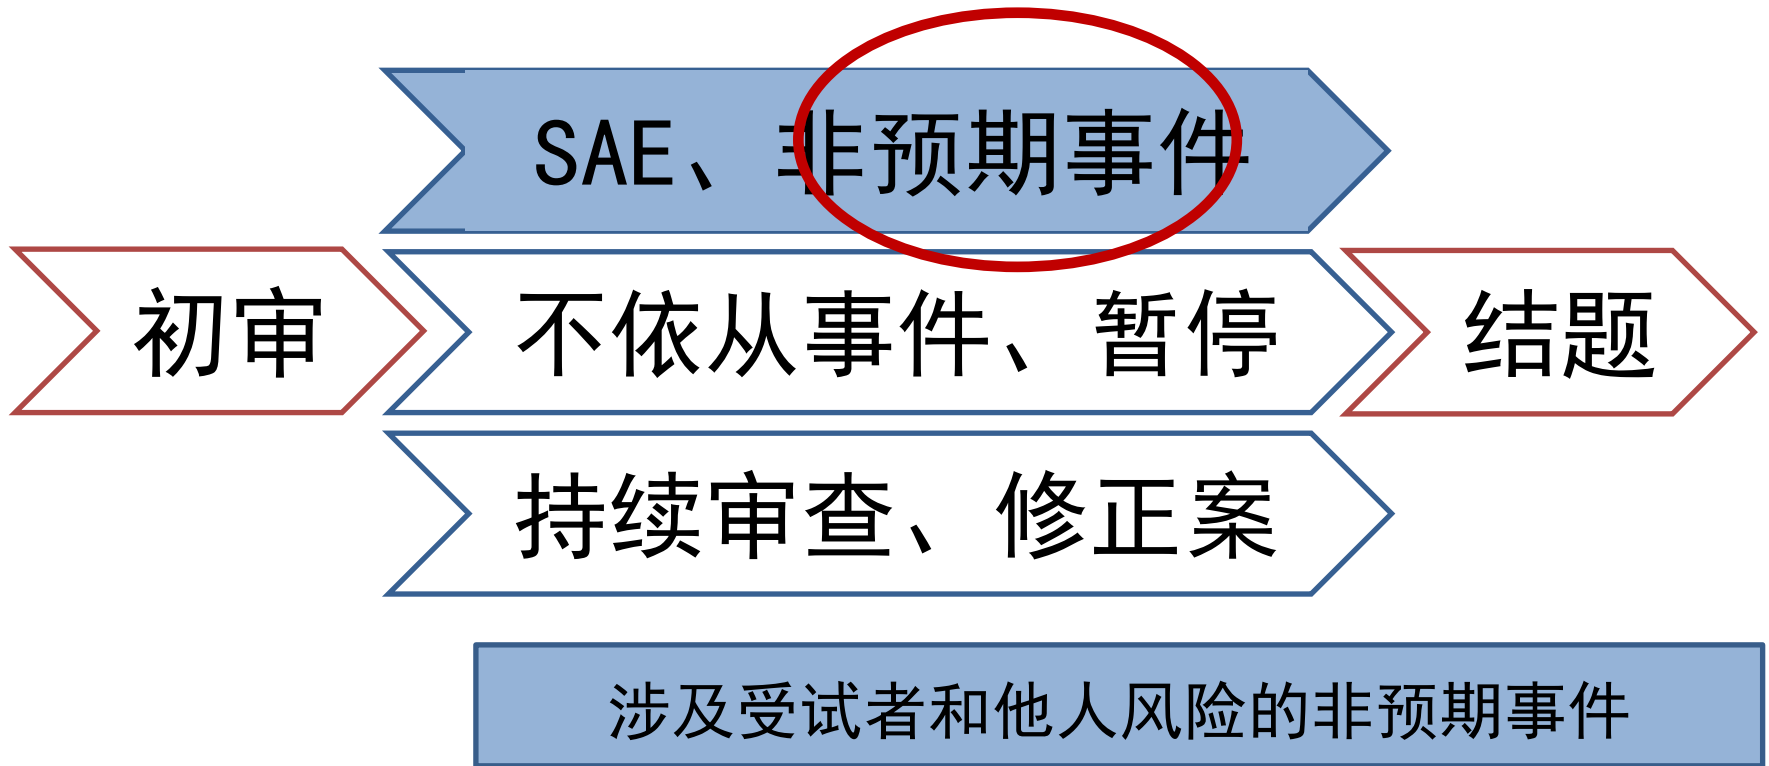 SAE、非预期事件
初审
不依从事件、暂停
结题
持续审查、修正案
涉及受试者和他人风险的非预期事件